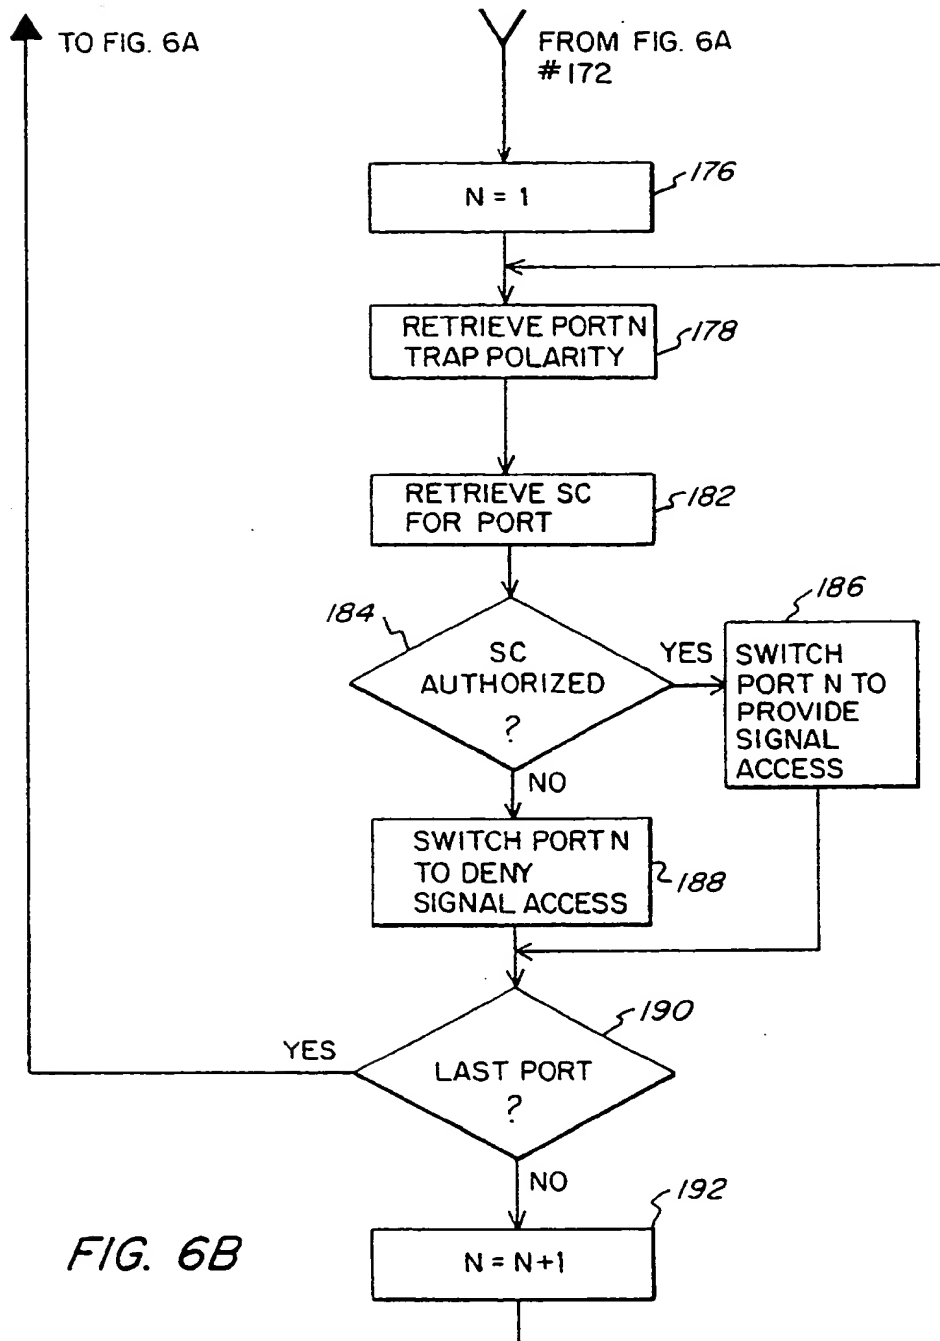 TO FIG. 6A
FROM FIG. 6A
#172
176
N = 1
RETRIEVE PORT N
TRAP POLARITY
178
RETRIEVE SC
FOR PORT
182
184
SC
AUTHORIZED
?
YES
186
SWITCH
PORT N TO
PROVIDE
SIGNAL
ACCESS
NO
SWITCH PORT N
TO DENY
SIGNAL ACCESS
188
190
YES
LAST PORT
?
NO
192
N = N+1
FIG. 6B